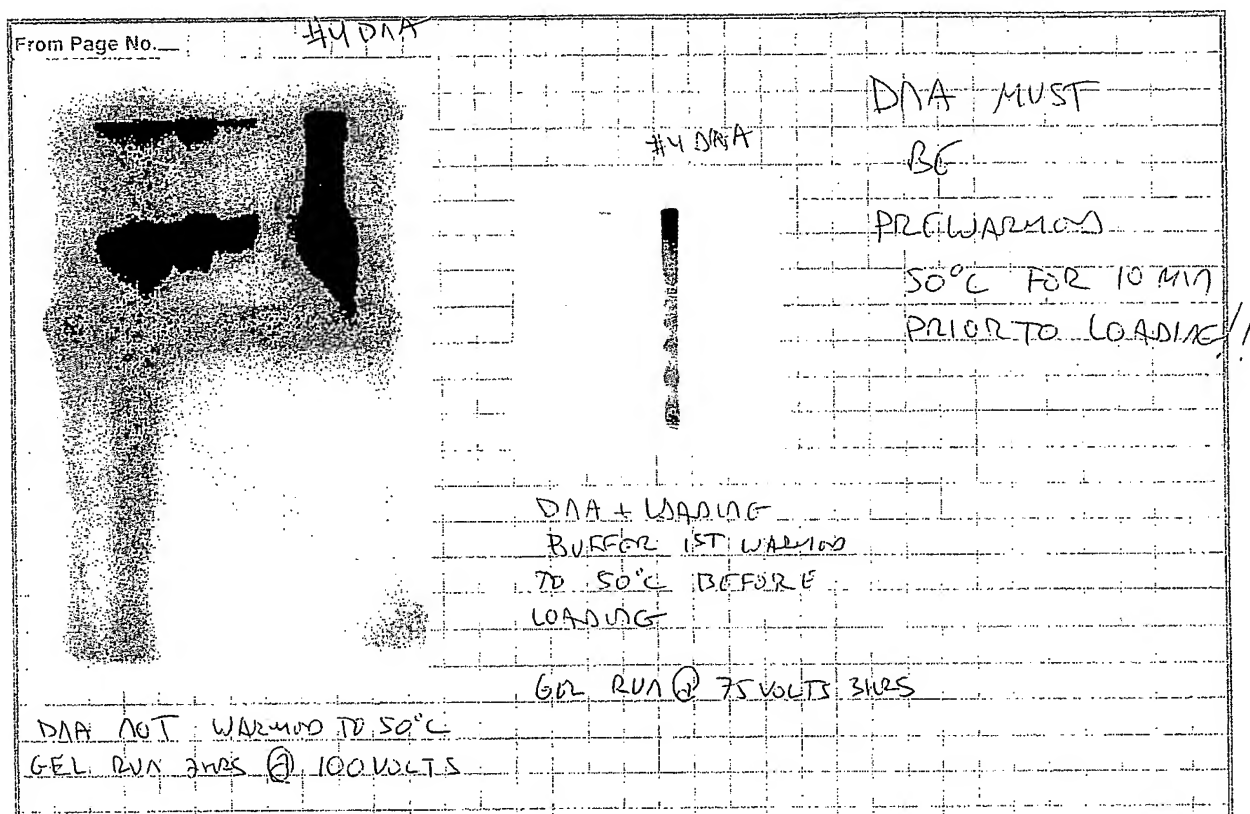 From Page No.
#4 DNA
#4 DNA
DNA MUST
BE
PREWARMED
50°C FOR 10 MIN
PRIOR TO LOADING!!
DNA + LOADING
BUFFER 1ST WARMED
TO 50°C BEFORE
LOADING
GEL RUN @ 75 VOLTS 3HRS
DNA NOT WARMED TO 50°C
GEL RUN 2HRS @ 100 VOLTS